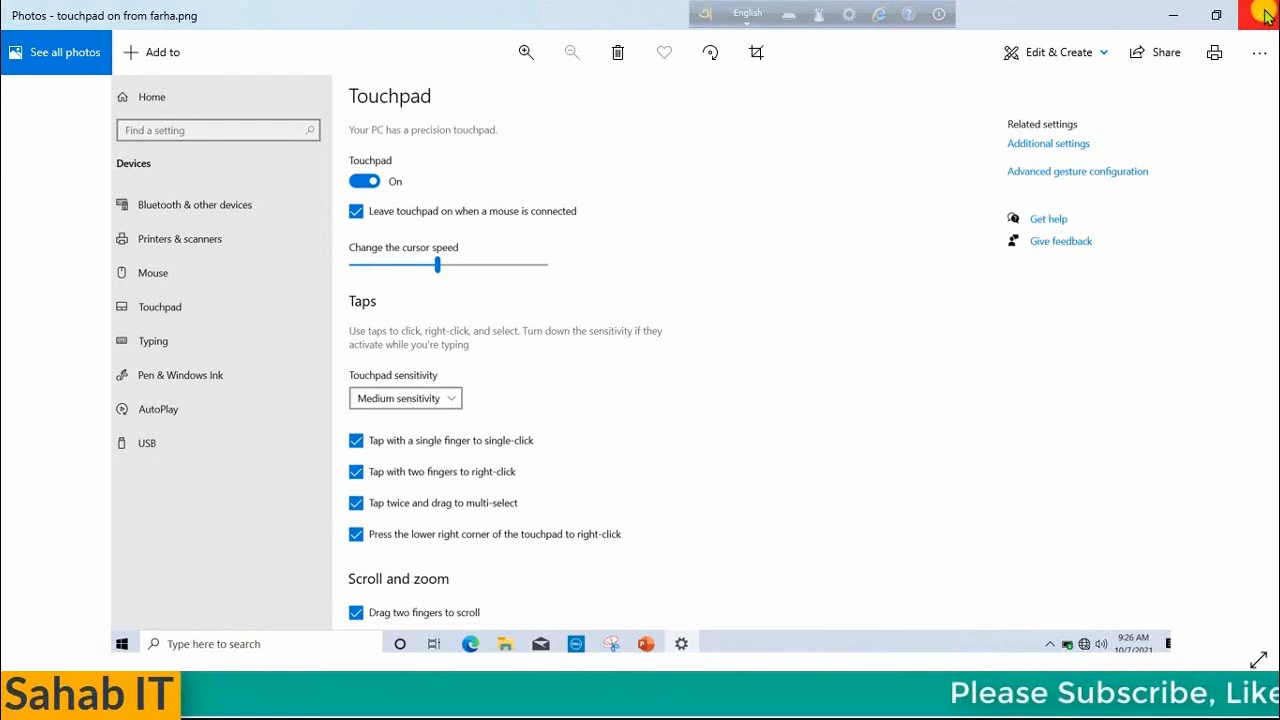 Photos - touchpad on from farha.png
English
See all photos
Add to
Edit & Create
Share
Home
Find a setting
Devices
Bluetooth & other devices
Printers & scanners
Mouse
Touchpad
Typing
Pen & Windows Ink
AutoPlay
USB
Touchpad
Your PC has a precision touchpad.
Touchpad
On
Leave touchpad on when a mouse is connected
Change the cursor speed
Taps
Use taps to click, right-click, and select. Turn down the sensitivity if they
activate while you're typing
Touchpad sensitivity
Medium sensitivity
Tap with a single finger to single-click
Tap with two fingers to right-click
Tap twice and drag to multi-select
Press the lower right corner of the touchpad to right-click
Scroll and zoom
Drag two fingers to scroll
Related settings
Additional settings
Advanced gesture configuration
Get help
Give feedback
Type here to search
9:26 AM
10/7/2021
Sahab IT
Please Subscribe, Like